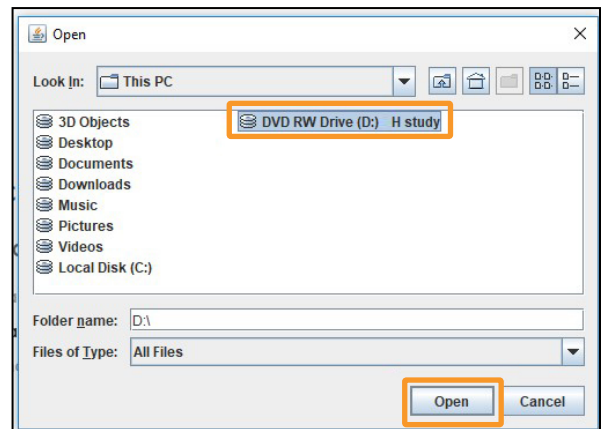 Open
Look In: This PC
3D Objects
Desktop
Documents
Downloads
Music
Pictures
Videos
Local Disk (C:)
DVD RW Drive (D:) H study
Folder name: D:\
Files of Type: All Files
Open Cancel